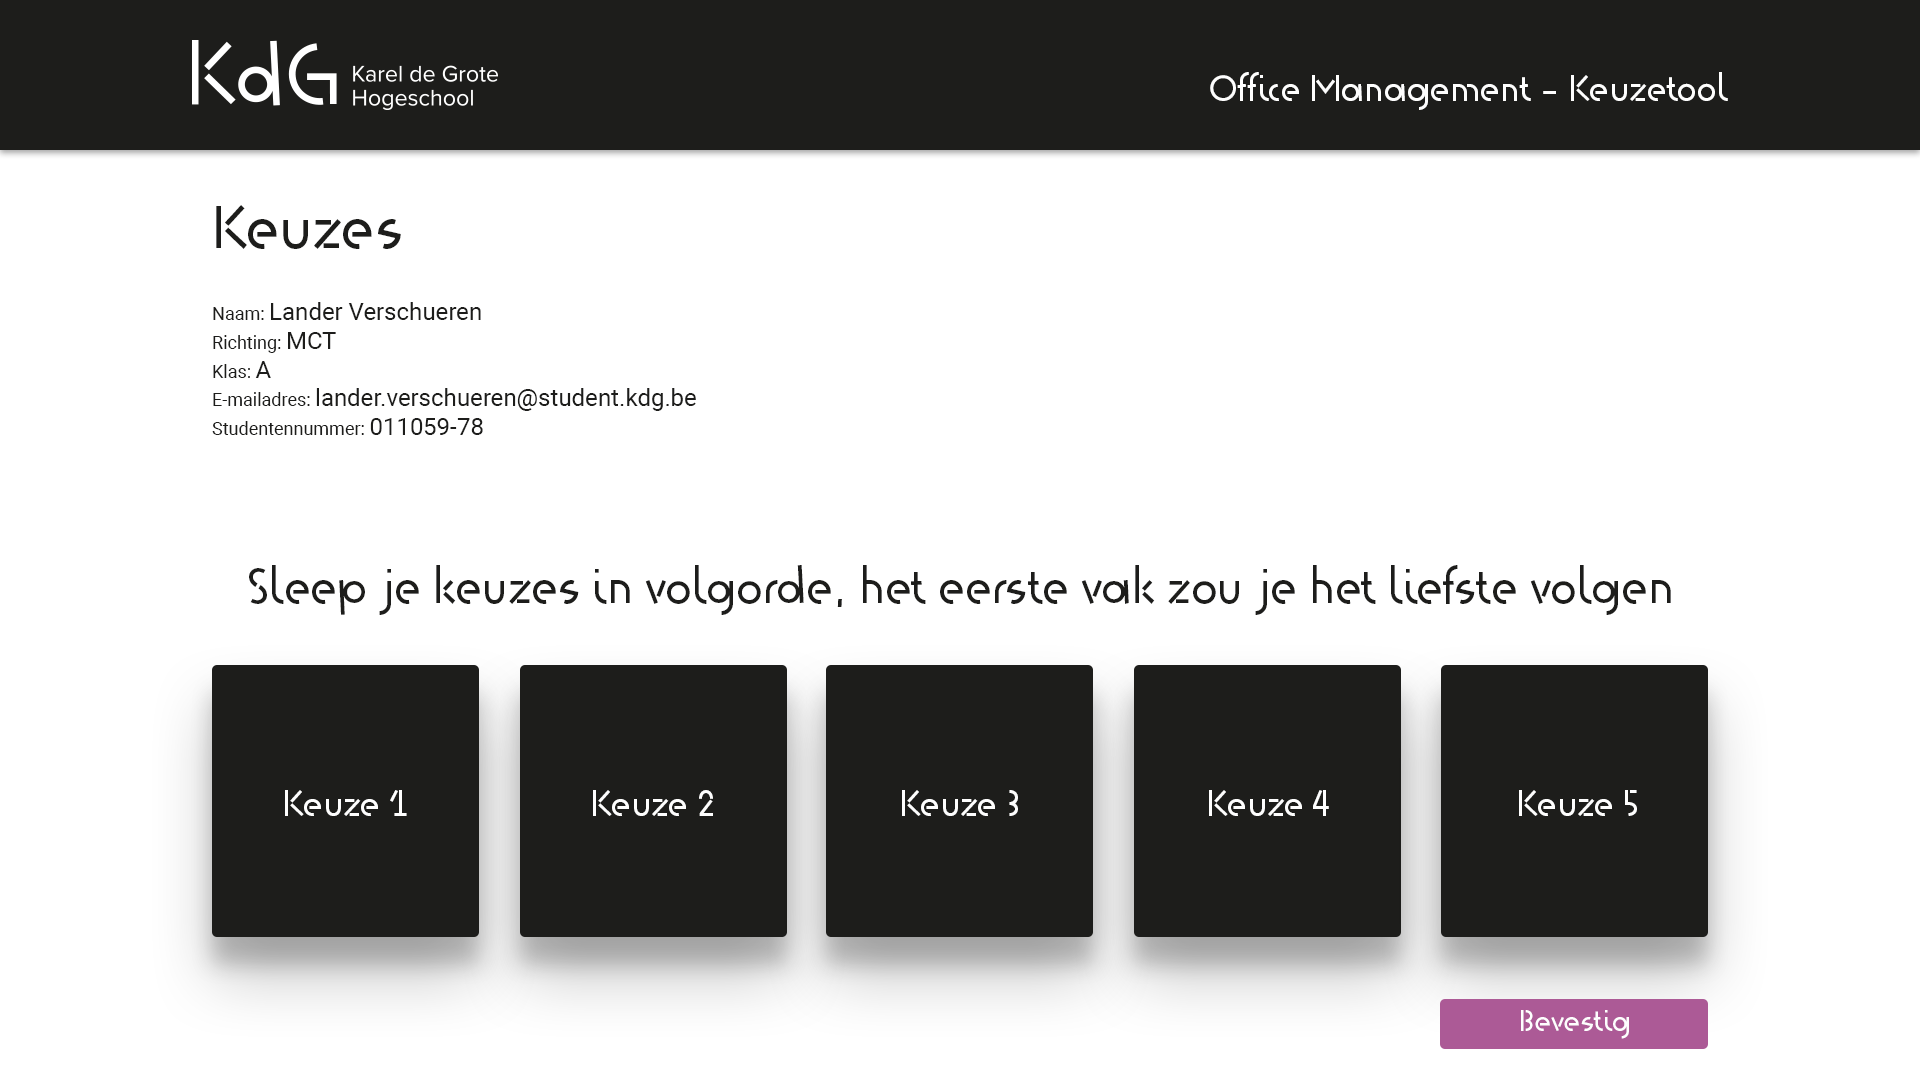 KdG Karel de Grote
Hogeschool
Office Management - Keuzetool
Keuzes
Naam: Lander Verschueren
Richting: MCT
Klas: A
E-mailadres: lander.verschueren@student.kdg.be
Studentennummer: 011059-78
Sleep je keuzes in volgorde, het eerste vak zou je het liefste volgen
Keuze 1
Keuze 2
Keuze 3
Keuze 4
Keuze 5
Bevestig